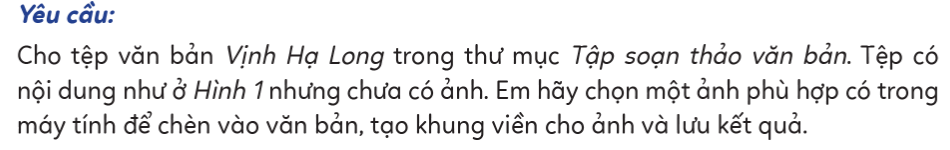 Yêu cầu:
Cho tệp văn bản Vịnh Hạ Long trong thư mục Tập soạn thảo văn bản. Tệp có
nội dung như ở Hình 1 nhưng chưa có ảnh. Em hãy chọn một ảnh phù hợp có trong
máy tính để chèn vào văn bản, tạo khung viền cho ảnh và lưu kết quả.